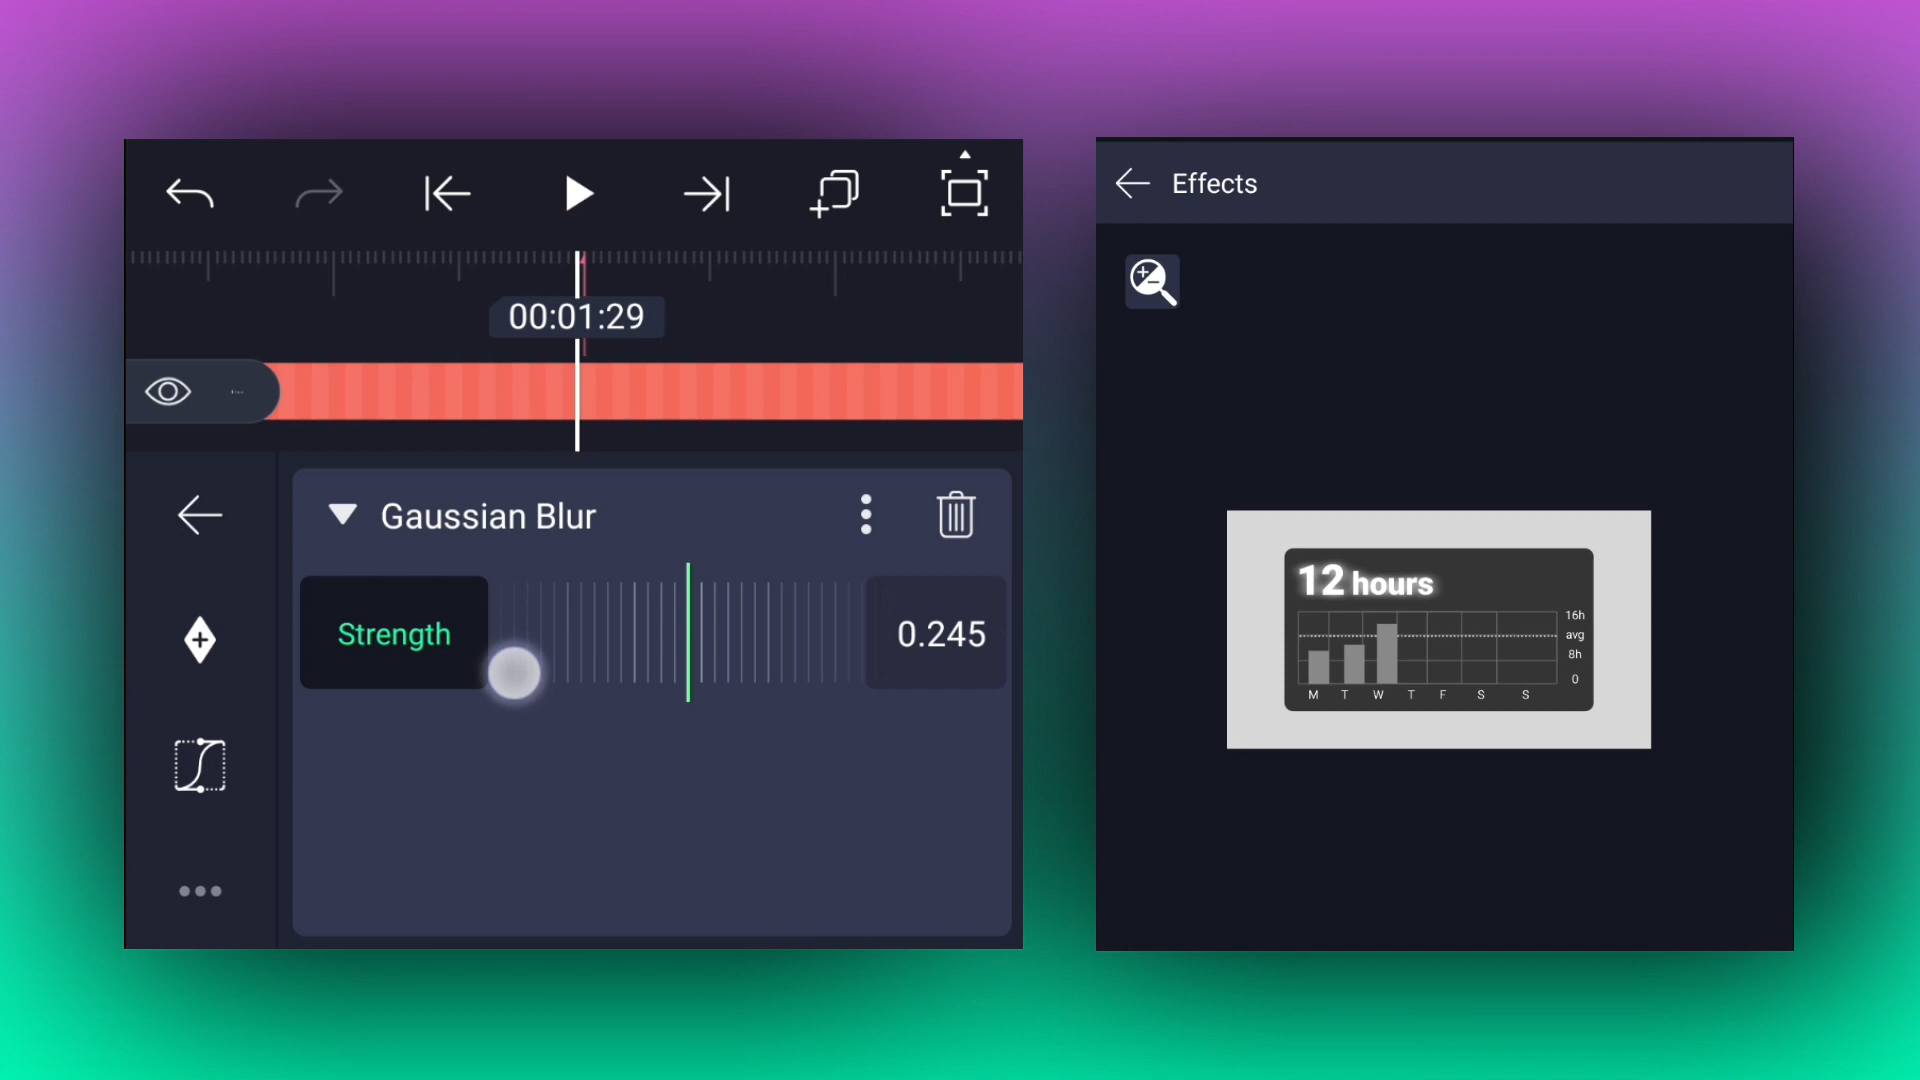 00:01:29
Gaussian Blur
Strength
0.245
Effects
12 hours
16h
avg
8h
0
M T W T F S S